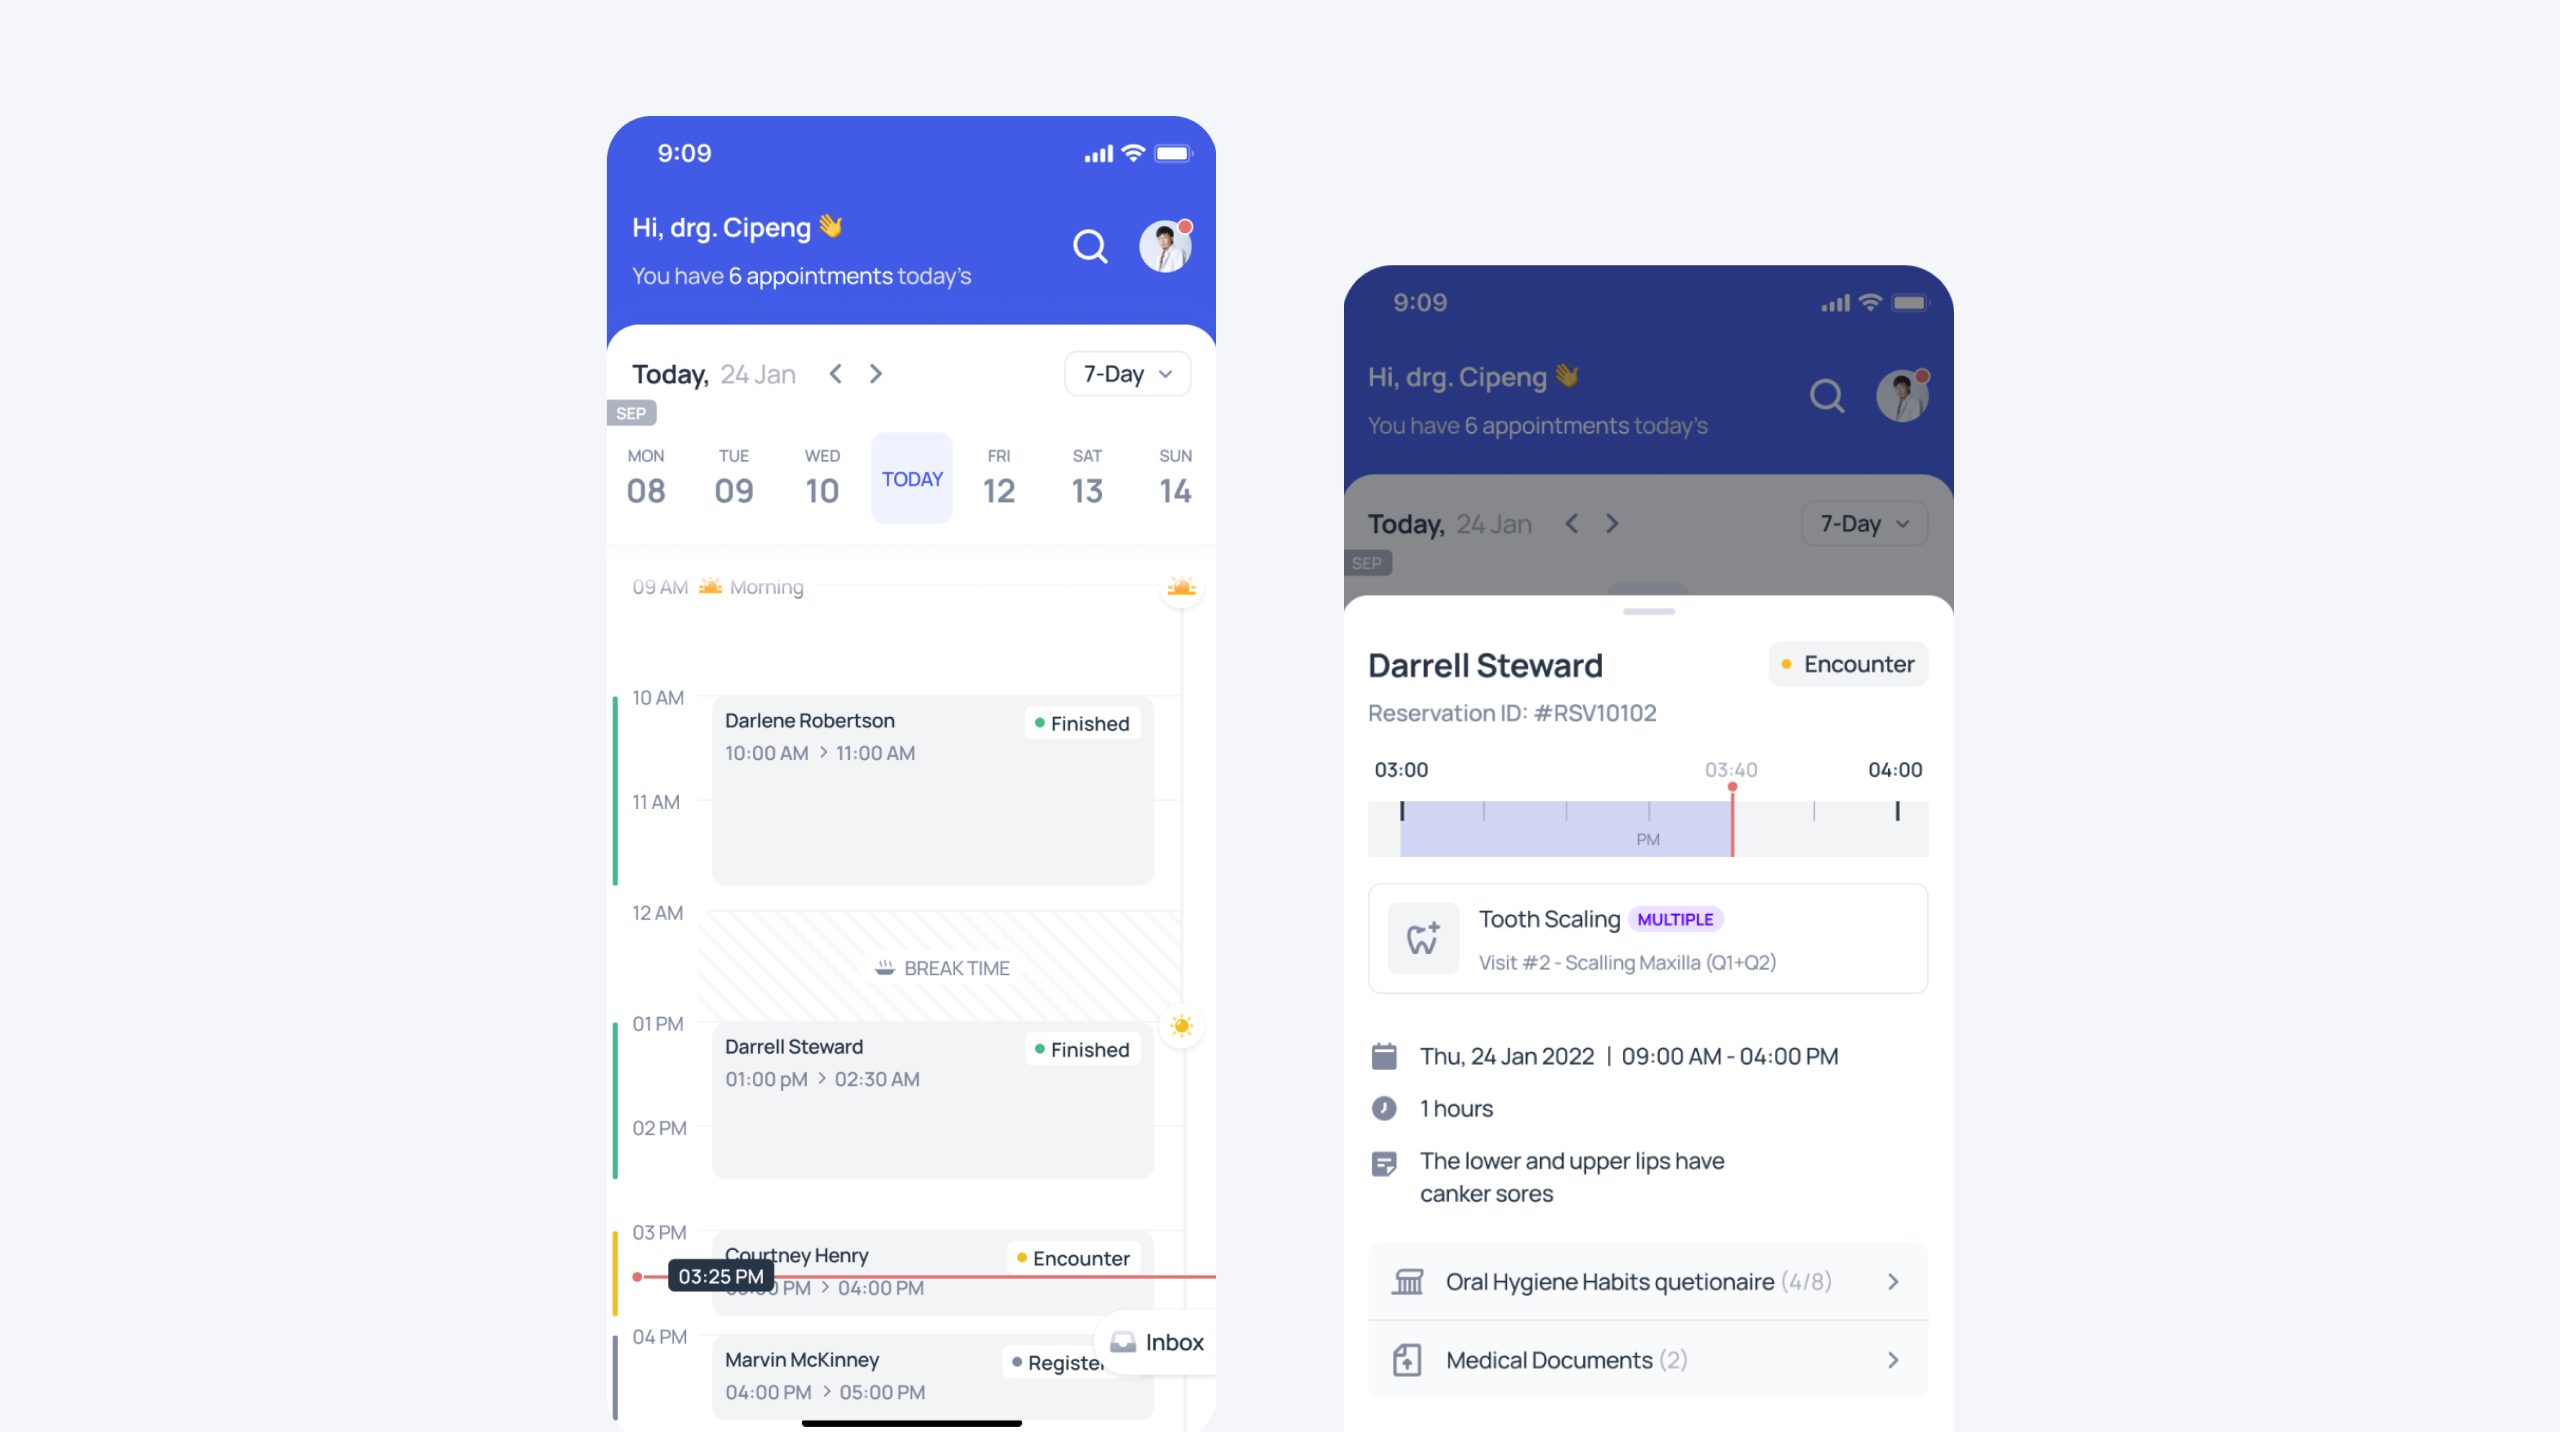 9:09
Hi, drg. Cipeng 👋
You have 6 appointments today's
Today, 24 Jan
7-Day
SEP
MON TUE WED TODAY FRI SAT SUN
08 09 10 12 13 14
09 AM Morning
10 AM
Darlene Robertson
Finished
10:00 AM > 11:00 AM
11 AM
12 AM
BREAK TIME
01 PM
Darrell Steward
Finished
01:00 pM > 02:30 AM
02 PM
03 PM
Courtney Henry
Encounter
03:25 PM
PM > 04:00 PM
04 PM
Marvin McKinney
Inbox
04:00 PM > 05:00 PM
9:09
Hi, drg. Cipeng 👋
You have 6 appointments today's
Today, 24 Jan
7-Day
SEP
Darrell Steward
Encounter
Reservation ID: #RSV10102
03:00 03:40 04:00
PM
Tooth Scaling MULTIPLE
Visit #2 - Scalling Maxilla (Q1+Q2)
Thu, 24 Jan 2022 | 09:00 AM - 04:00 PM
1 hours
The lower and upper lips have
canker sores
Oral Hygiene Habits quetionaire (4/8)
Medical Documents (2)